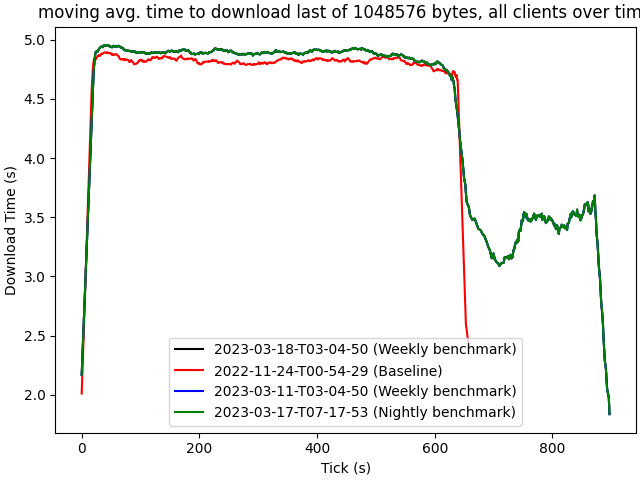 moving avg. time to download last of 1048576 bytes, all clients over tim
5.0
4.5
4.0
3.5
3.0
2.5
2.0
Download Time (s)
2023-03-18-T03-04-50 (Weekly benchmark)
2022-11-24-T00-54-29 (Baseline)
2023-03-11-T03-04-50 (Weekly benchmark)
2023-03-17-T07-17-53 (Nightly benchmark)
0 200 400 600 800
Tick (s)